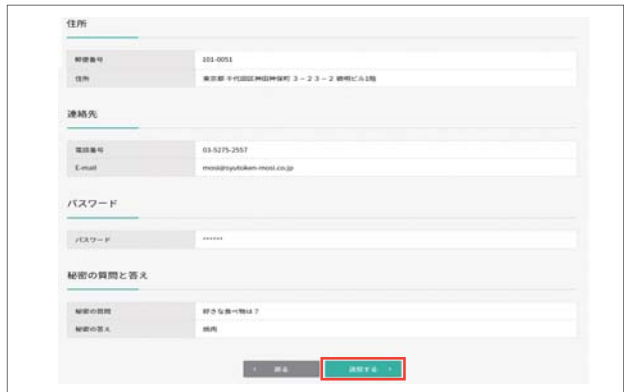 住所
郵便番号
101-0051
住所
東京都 千代田区神田神保町 3－23－2 錦明ビル1階
連絡先
電話番号
03-5275-2557
E-mail
mosi@syutoken-mosi.co.jp
パスワード
パスワード
******
秘密の質問と答え
秘密の質問
好きな食べ物は？
秘密の答え
焼肉
戻る
送信する